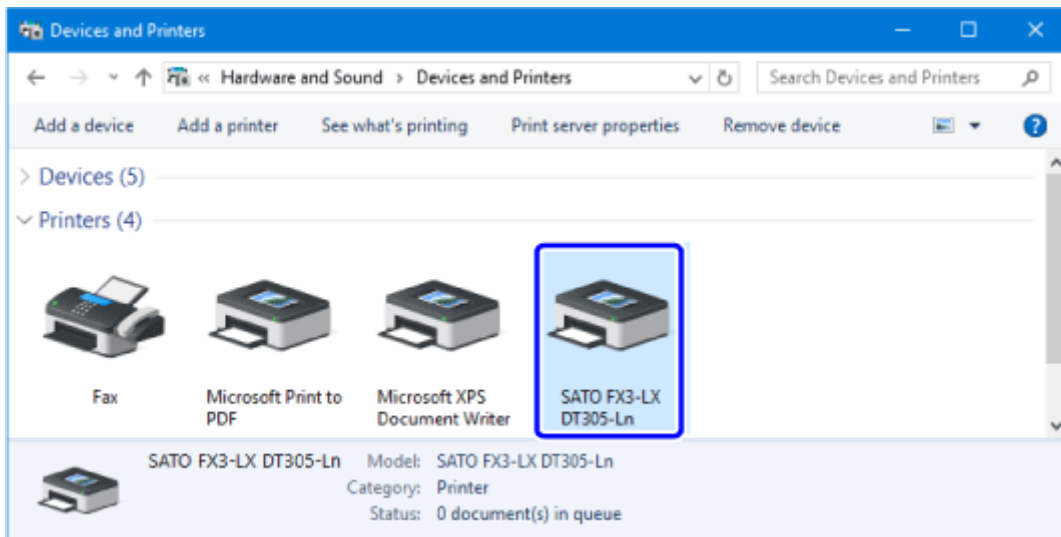 Devices and Printers
« Hardware and Sound > Devices and Printers
Search Devices and Printers
Add a device Add a printer See what's printing Print server properties Remove device ?
Devices (5)
Printers (4)
Fax
Microsoft Print to
PDF
Microsoft XPS
Document Writer
SATO FX3-LX
DT305-Ln
SATO FX3-LX DT305-Ln Model: SATO FX3-LX DT305-Ln
Category: Printer
Status: 0 document(s) in queue